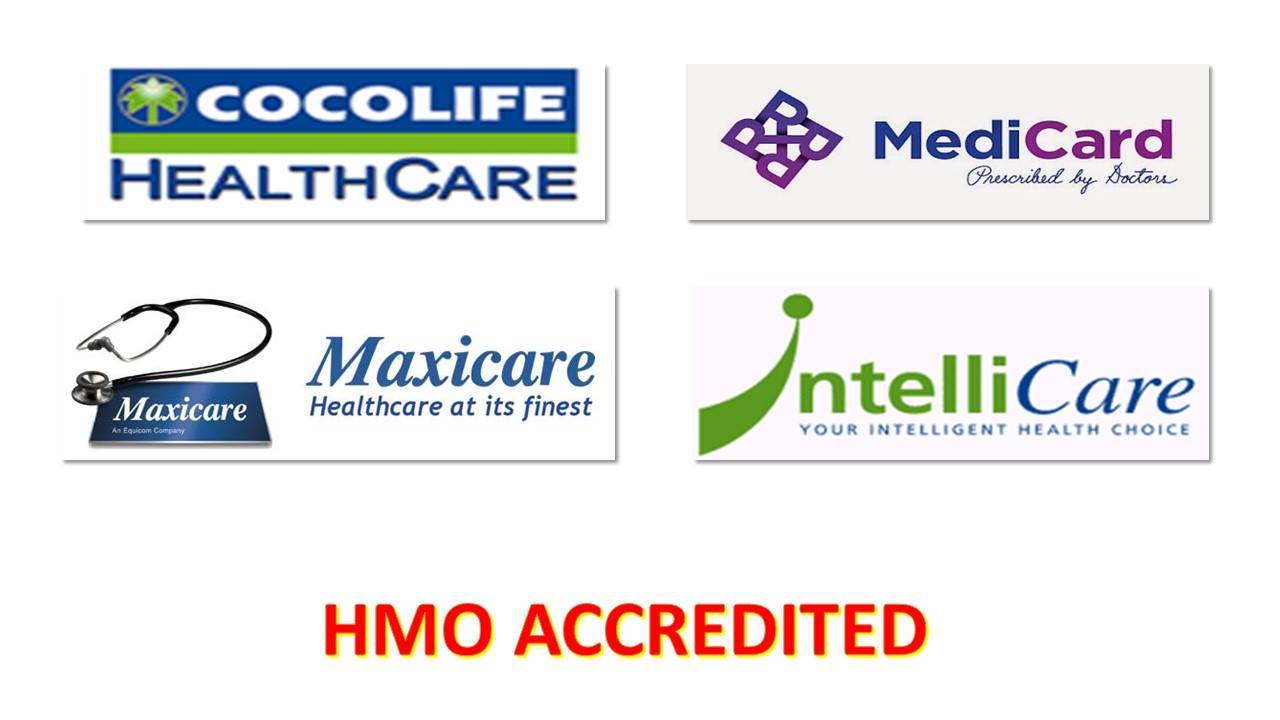 COCOLIFE
HEALTHCARE
MediCard
Prescribed by Doctors
Maxicare
An Equicom Company
Maxicare
Healthcare at its finest
intelliCare
YOUR INTELLIGENT HEALTH CHOICE
HMO ACCREDITED